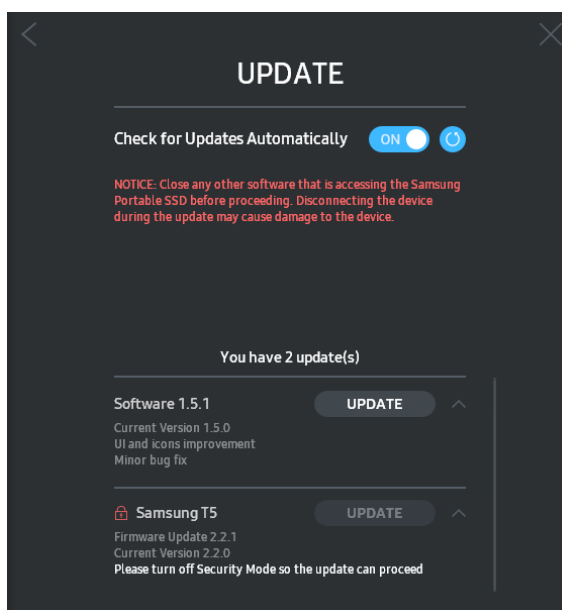 UPDATE
Check for Updates Automatically ON
NOTICE: Close any other software that is accessing the Samsung
Portable SSD before proceeding. Disconnecting the device
during the update may cause damage to the device.
You have 2 update(s)
Software 1.5.1 UPDATE
Current Version 1.5.0
UI and icons improvement
Minor bug fix
Samsung T5 UPDATE
Firmware Update 2.2.1
Current Version 2.2.0
Please turn off Security Mode so the update can proceed